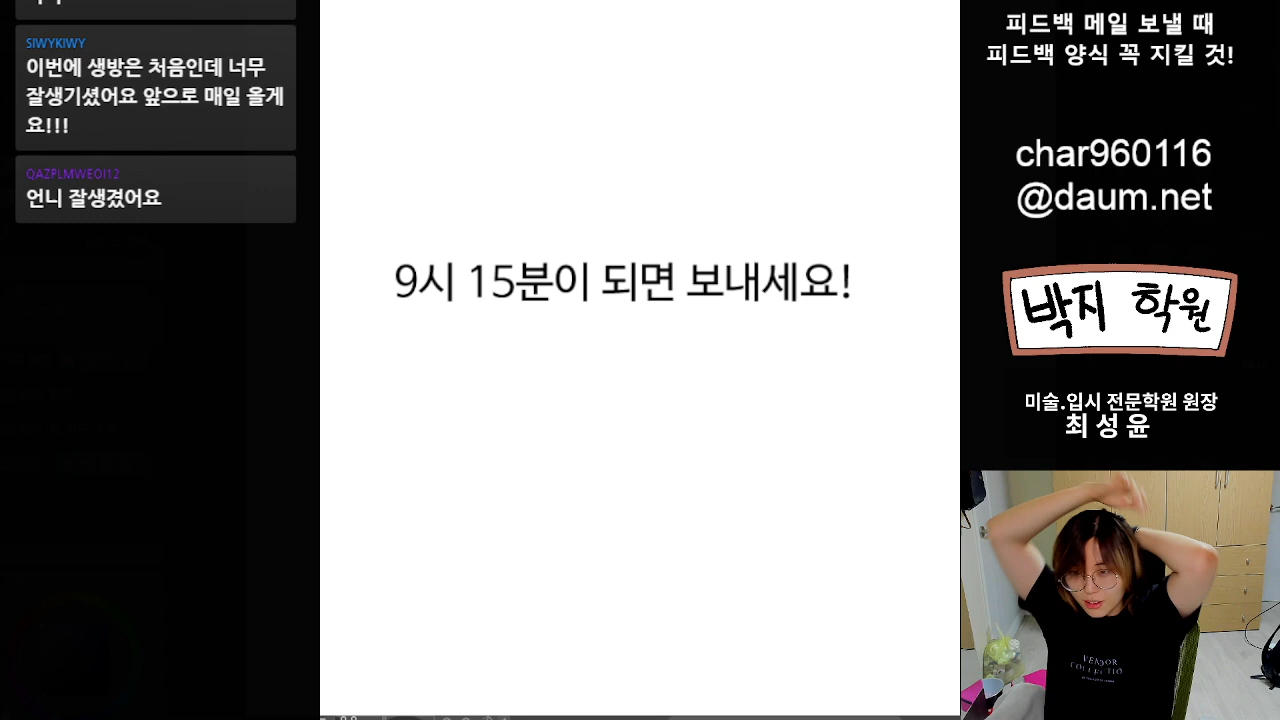 SIWYKIWY
이번에 생방은 처음인데 너무
잘생기셨어요 앞으로 매일 올게
요!!!
QAZPLMWEOI12
언니 잘생겼어요
9시 15분이 되면 보내세요!
피드백 메일 보낼 때
피드백 양식 꼭 지킬 것!
char960116
@daum.net
박지 학원
미술.입시 전문학원 원장
최성윤